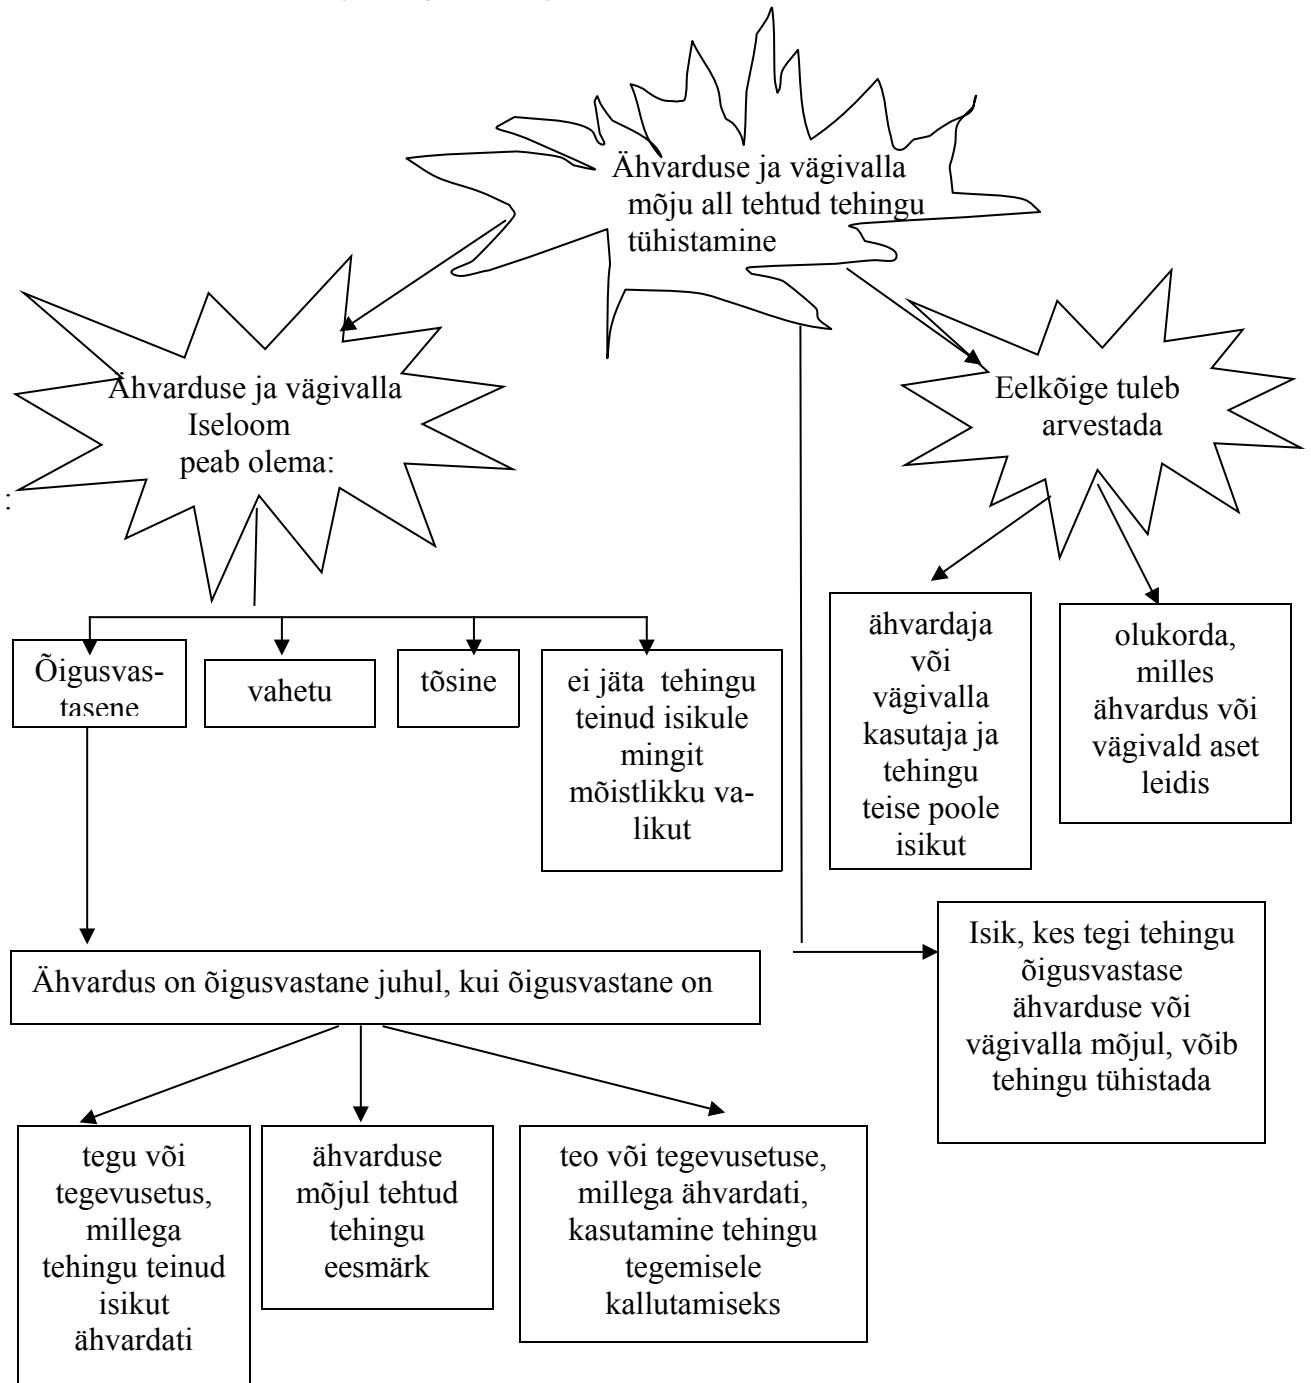 Ähvarduse ja vägivalla
mõju all tehtud tehingu
tühistamine
Ähvarduse ja vägivalla
Iseloom
peab olema:
:
Eelkõige tuleb
arvestada
Õigusvas-
tasene
vahetu
tõsine
ei jäta tehingu
teinud isikule
mingit
mõistlikku va-
likut
ähvardaja
või
vägivalla
kasutaja ja
tehingu
teise poole
isikut
olukorda,
milles
ähvardus või
vägivald aset
leidis
Isik, kes tegi tehingu
õigusvastase
ähvarduse või
vägivalla mõjul, võib
tehingu tühistada
Ähvardus on õigusvastane juhul, kui õigusvastane on
tegu või
tegevusetus,
millega
tehingu teinud
isikut
ähvardati
ähvarduse
mõjul tehtud
tehingu
eesmärk
teo või tegevusetuse,
millega ähvardati,
kasutamine tehingu
tegemisele
kallutamiseks